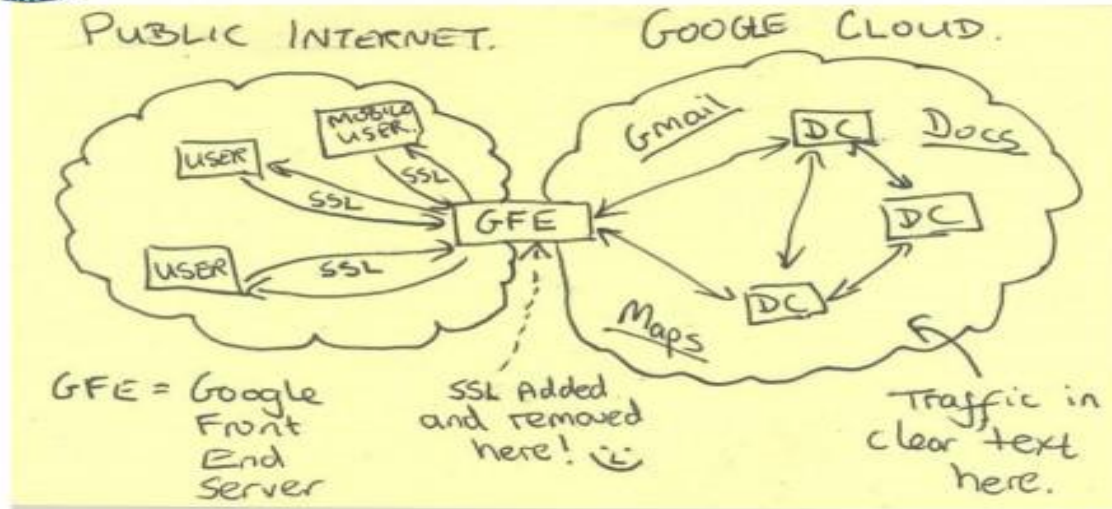 PUBLIC INTERNET.
GOOGLE CLOUD.
MOBILE
USER.
USER
SSL
SSL
USER
SSL
GFE
Gmail
DC
Docs
DC
DC
Maps
GFE = Google
Front
End
Server
SSL Added
and removed
here!
Traffic in
clear text
here.